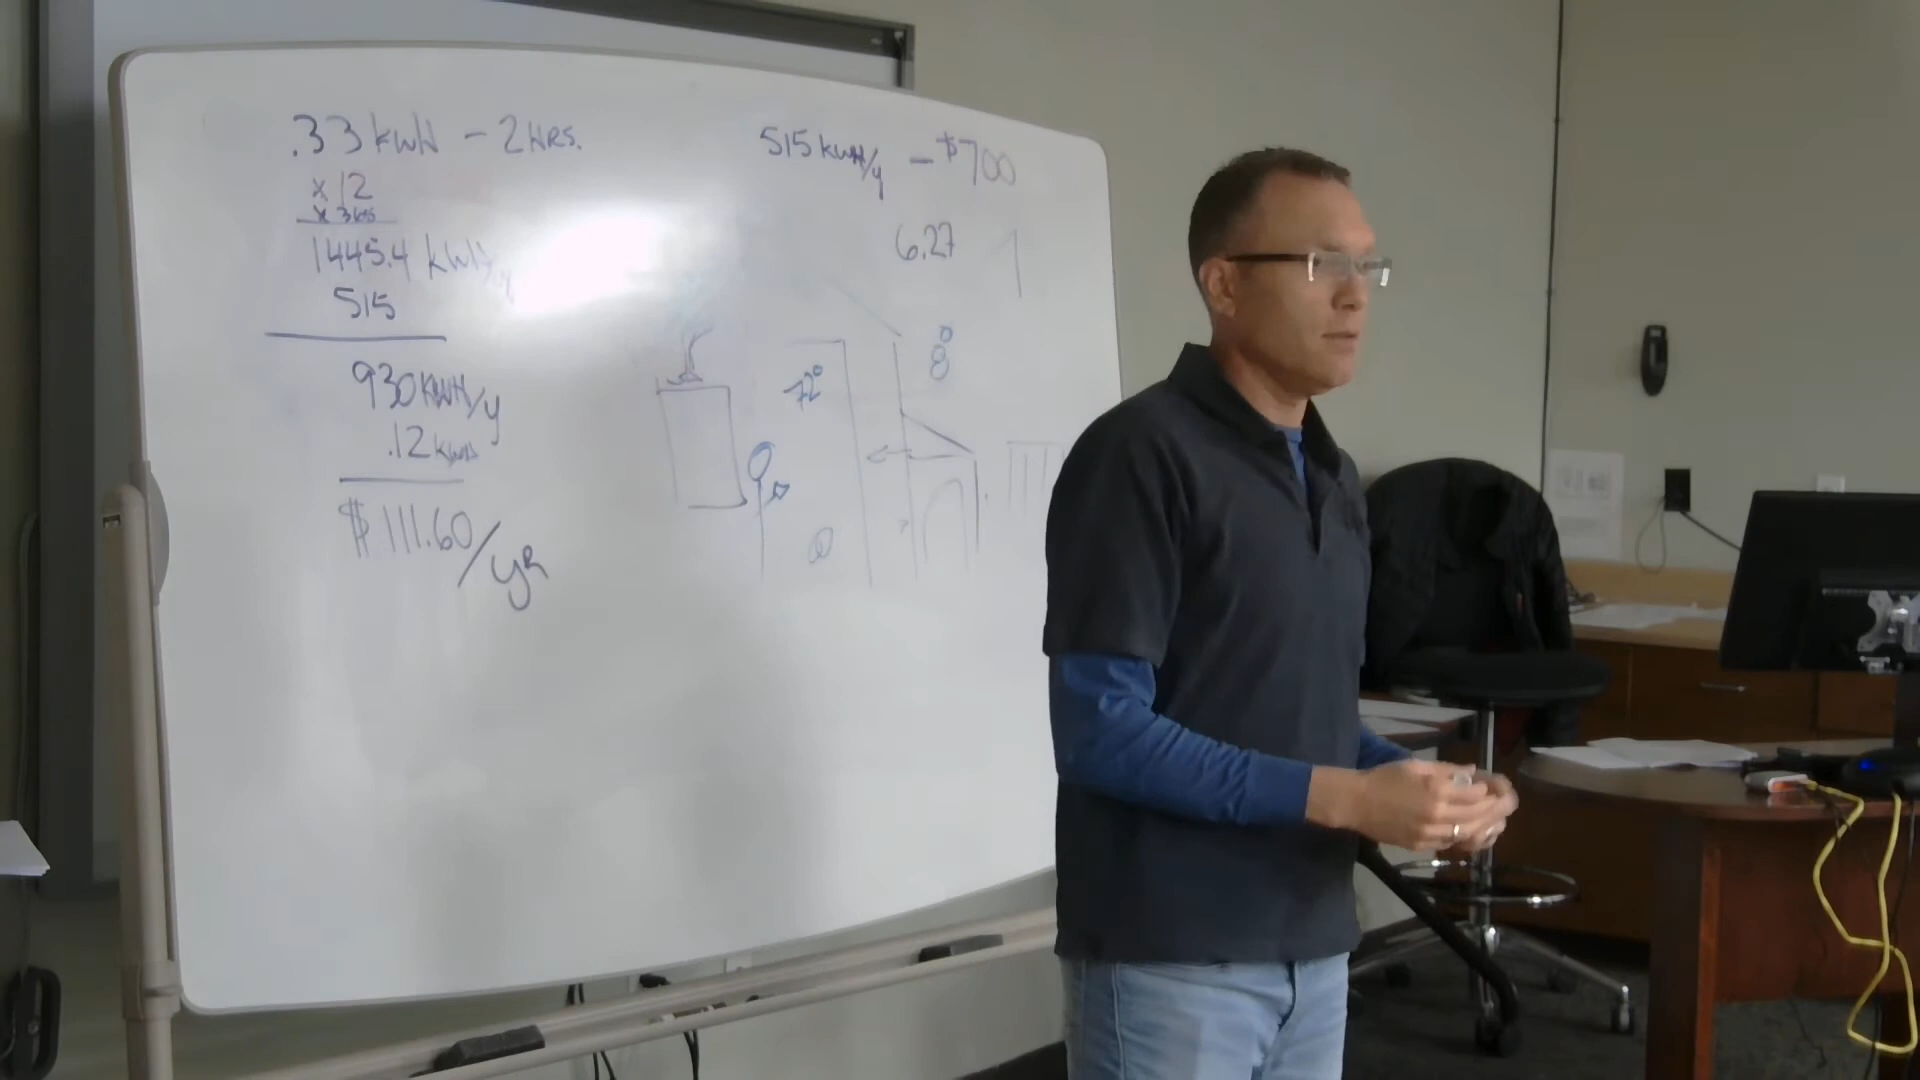 .33 kWH - 2 HRS.
x 12
x 365
1445.4 kWH/y
515
930 KWH/y
.12 KWH
$111.60/yR
515 KWH/y - $700
6.27
72°
8°